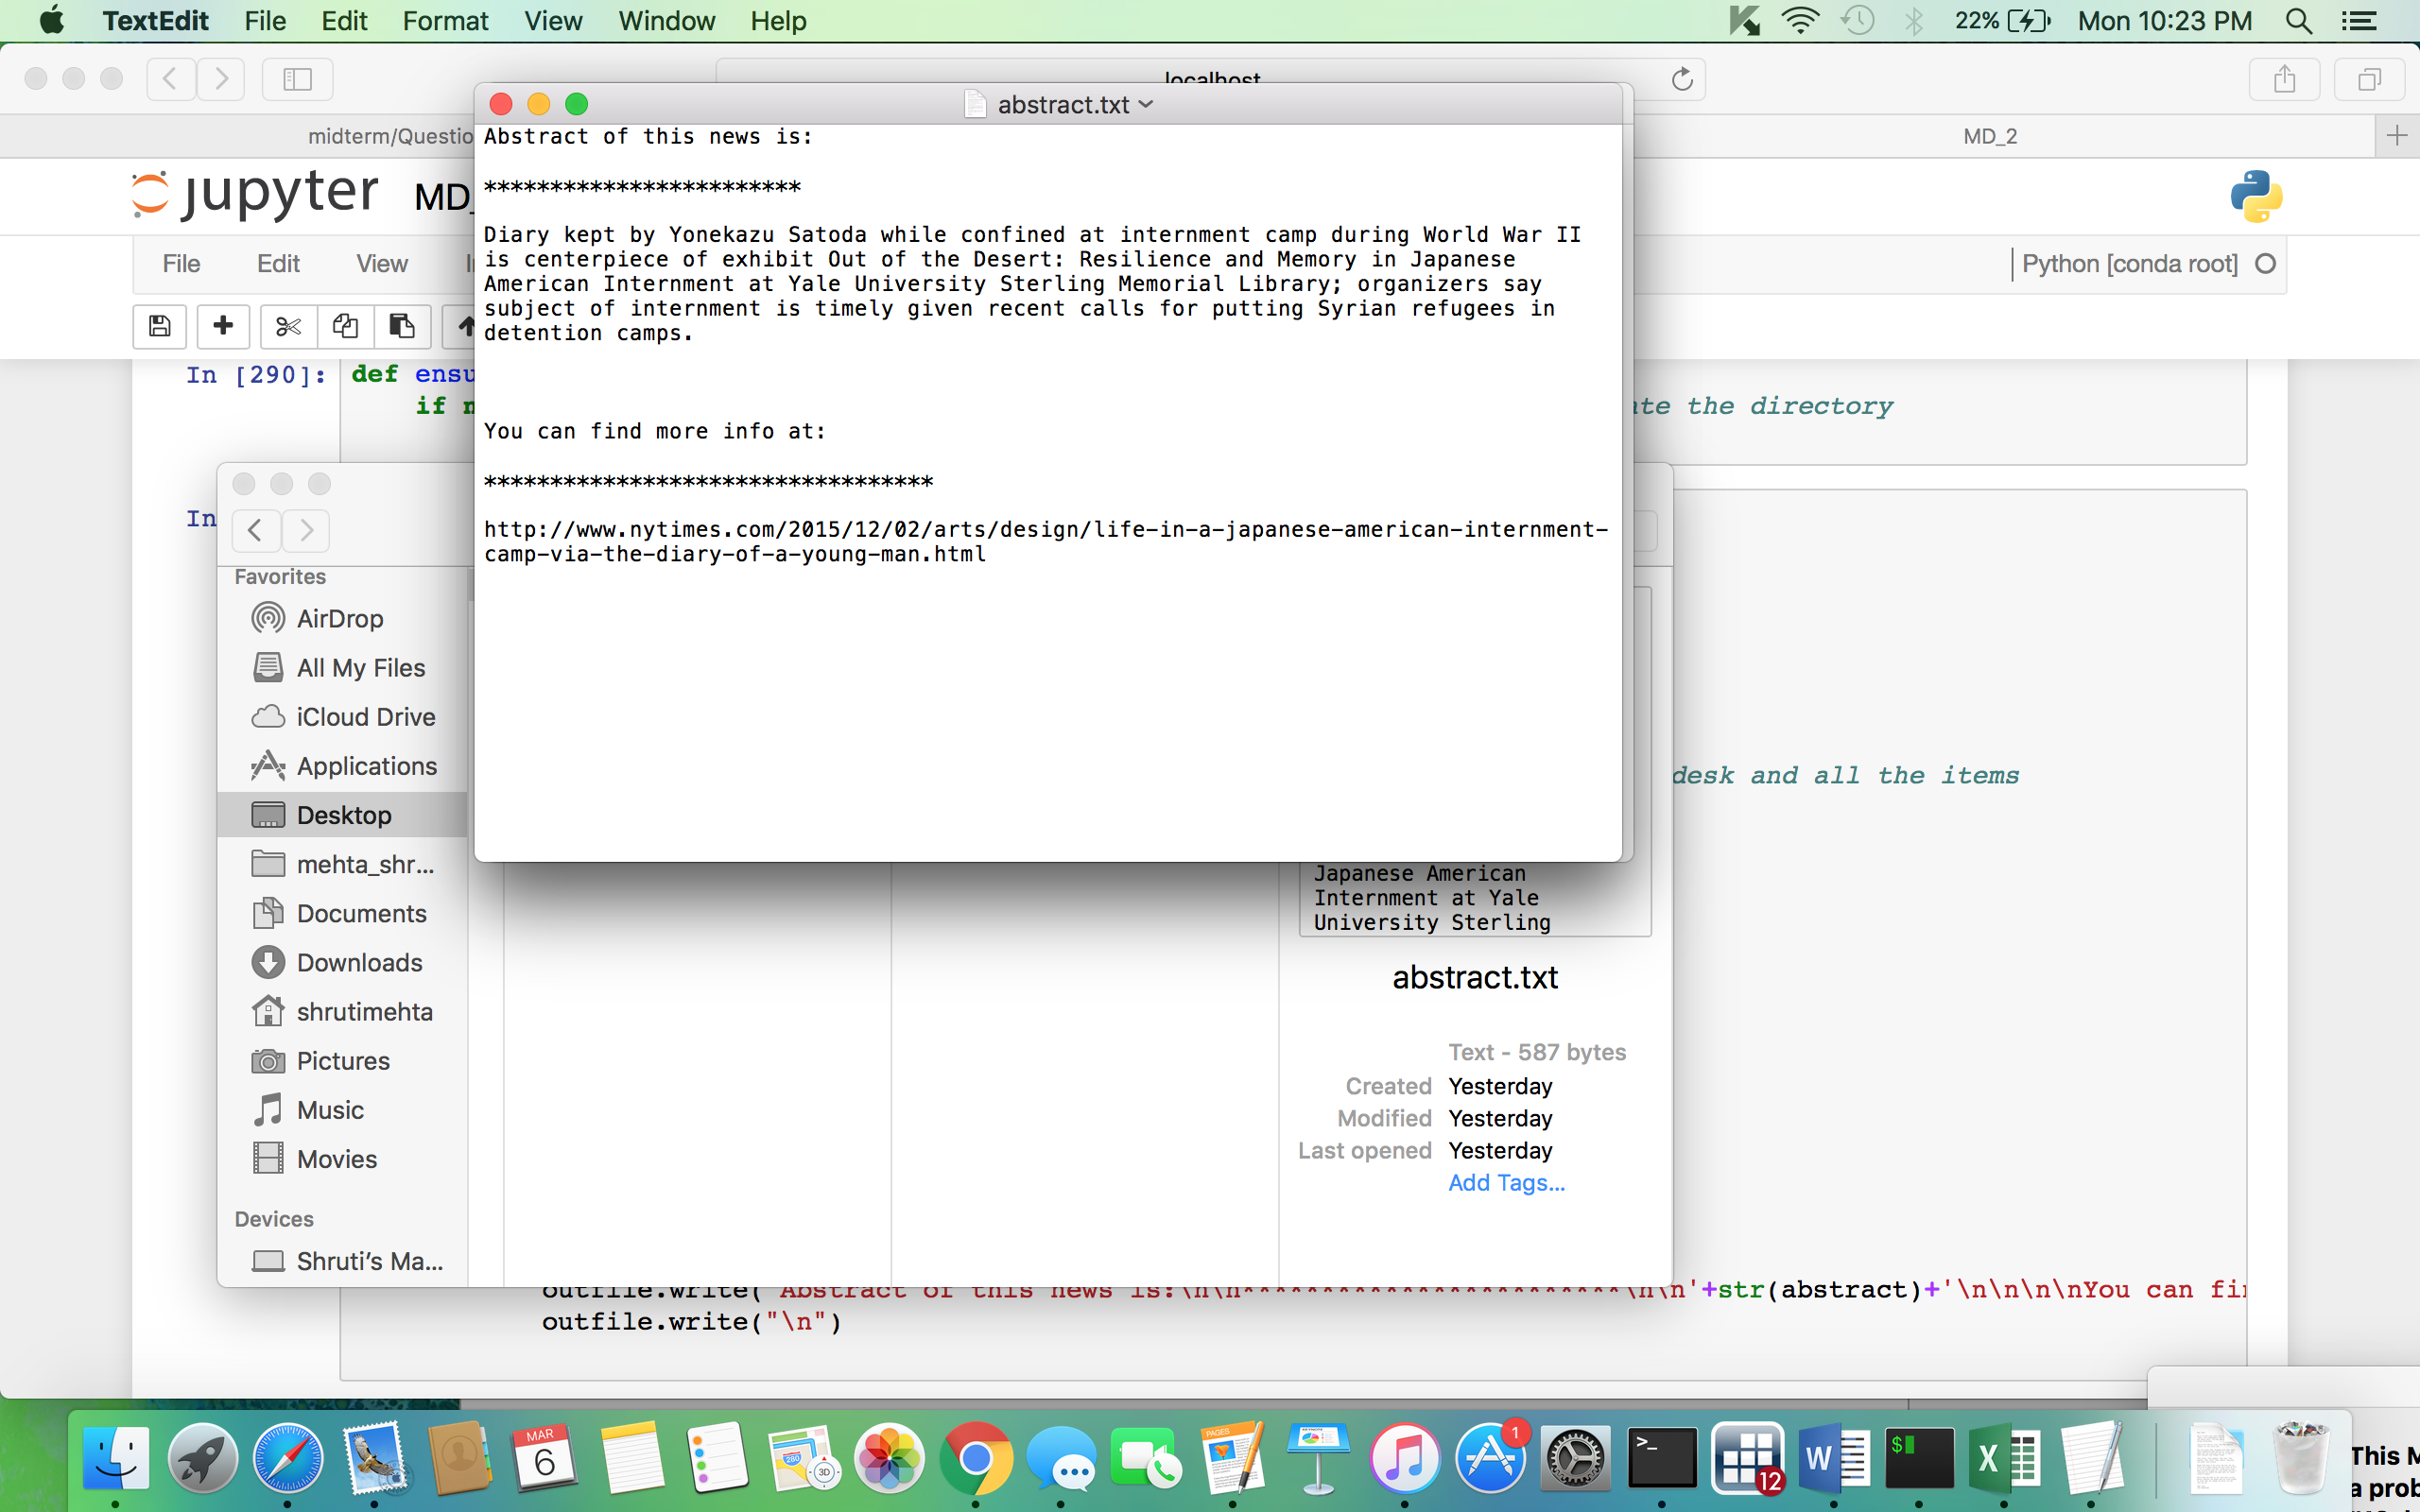 TextEdit File Edit Format View Window Help 22% Mon 10:23 PM
localhost
abstract.txt
midterm/Questio MD_2
Abstract of this news is:
************************
jupyter MD_
Diary kept by Yonekazu Satoda while confined at internment camp during World War II
is centerpiece of exhibit Out of the Desert: Resilience and Memory in Japanese
American Internment at Yale University Sterling Memorial Library; organizers say
subject of internment is timely given recent calls for putting Syrian refugees in
detention camps.
File Edit View Python [conda root]
In [290]: def ensu
if n ate the directory
You can find more info at:
**********************************
In
http://www.nytimes.com/2015/12/02/arts/design/life-in-a-japanese-american-internment-
camp-via-the-diary-of-a-young-man.html
Favorites
AirDrop
All My Files
iCloud Drive
Applications
Desktop
mehta_shr...
Documents
Downloads
shrutimehta
Pictures
Music
Movies
Devices
Shruti's Ma...
desk and all the items
Japanese American
Internment at Yale
University Sterling
abstract.txt
Text - 587 bytes
Created Yesterday
Modified Yesterday
Last opened Yesterday
Add Tags...
outfile.write( Abstract of this news is:\n\n************************\n\n'+str(abstract)+'\n\n\n\nYou can fin
outfile.write("\n")
MAR
6
PAGES
280
3D
1
12
W
$
X
>_
This M
a prob